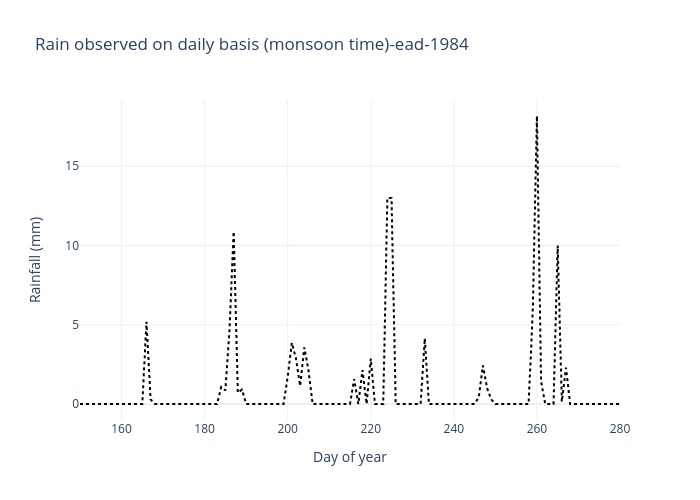 Rain observed on daily basis (monsoon time)-ead-1984
15
10
5
0
Rainfall (mm)
160 180 200 220 240 260 280
Day of year